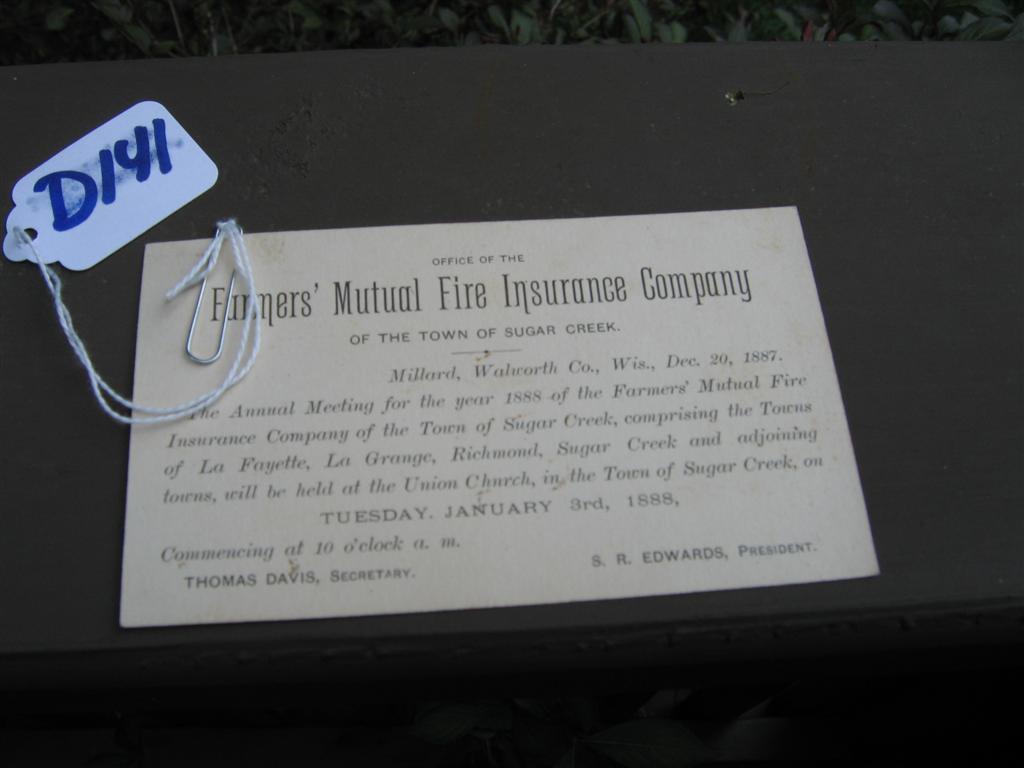 D141
OFFICE OF THE
Farmers' Mutual Fire Insurance Company
OF THE TOWN OF SUGAR CREEK.
Millard, Walworth Co., Wis., Dec. 20, 1887.
The Annual Meeting for the year 1888 of the Farmers' Mutual Fire
Insurance Company of the Town of Sugar Creek, comprising the Towns
of La Fayette, La Grange, Richmond, Sugar Creek and adjoining
towns, will be held at the Union Church, in the Town of Sugar Creek, on
TUESDAY. JANUARY 3rd, 1888,
Commencing at 10 o'clock a. m.
THOMAS DAVIS, SECRETARY. S. R. EDWARDS, PRESIDENT.